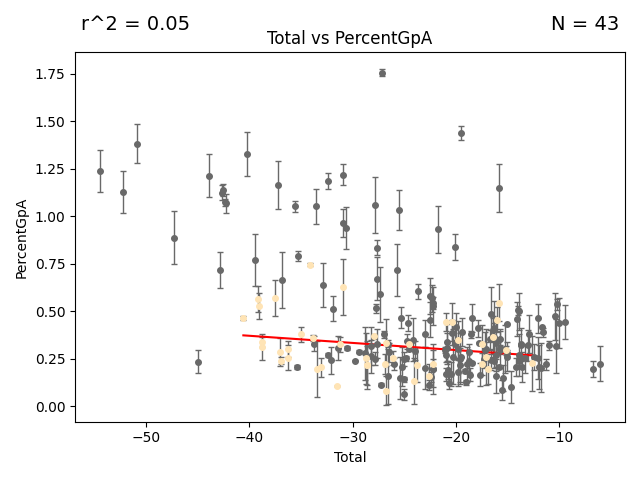 r^2 = 0.05
N = 43
Total vs PercentGpA
PercentGpA
1.75
1.50
1.25
1.00
0.75
0.50
0.25
0.00
−50
−40
−30
−20
−10
Total